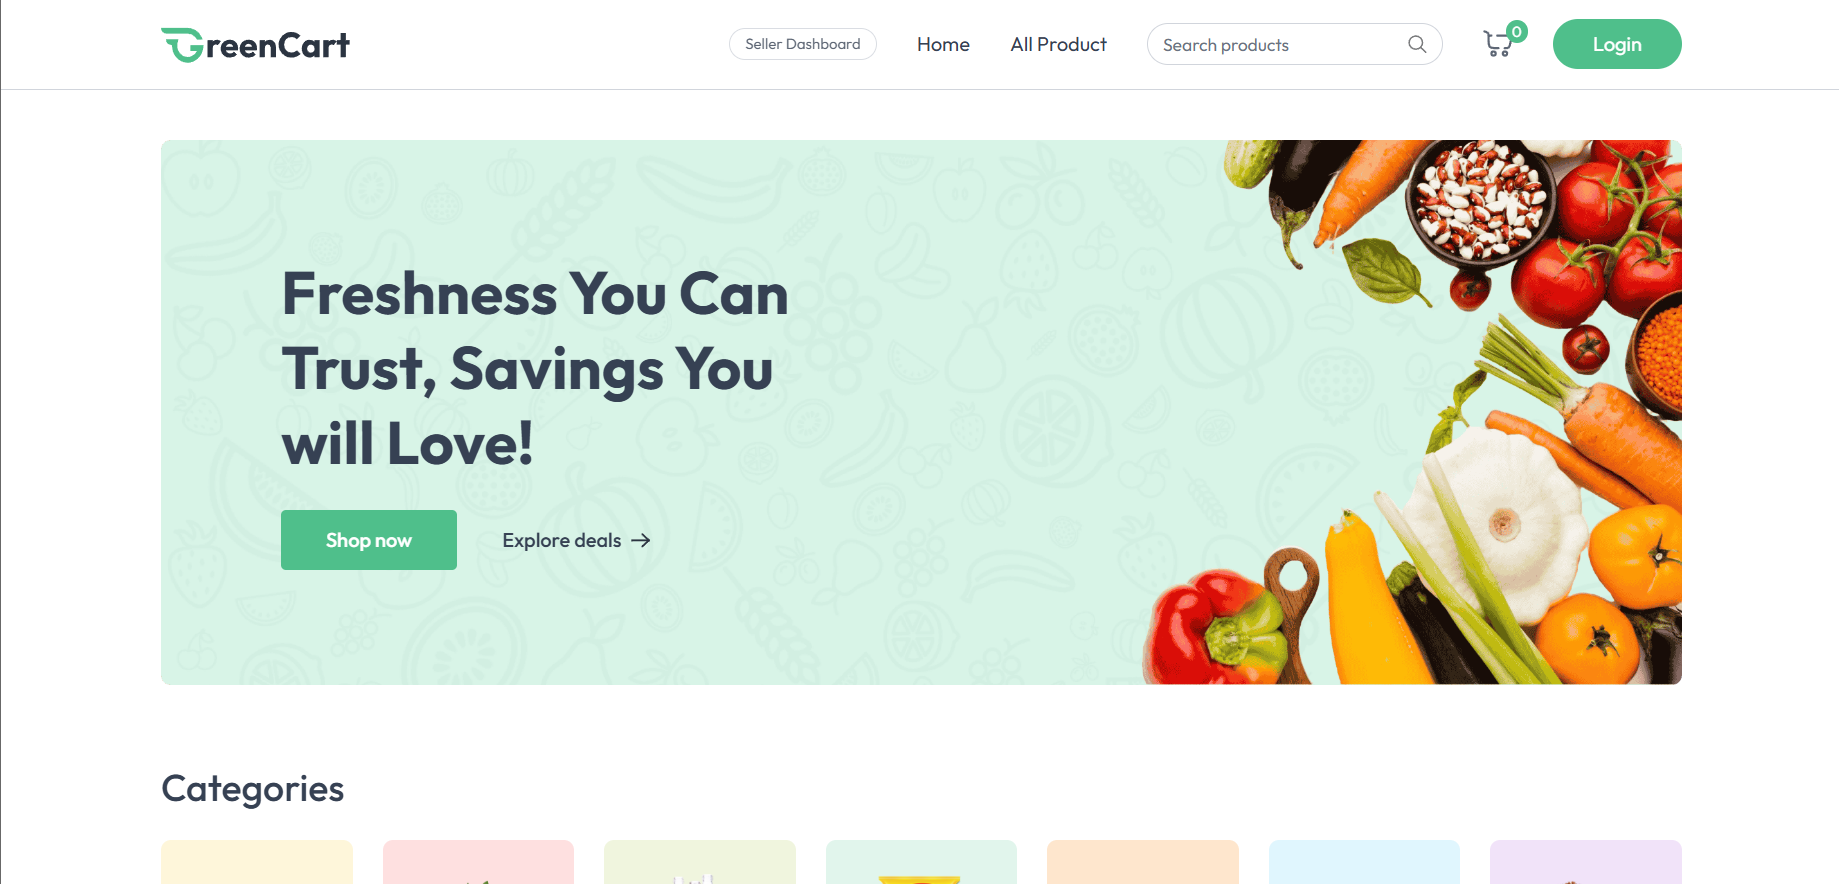 GreenCart
Seller Dashboard
Home
All Product
Search products
0
Login
Freshness You Can
Trust, Savings You
will Love!
Shop now
Explore deals →
Categories